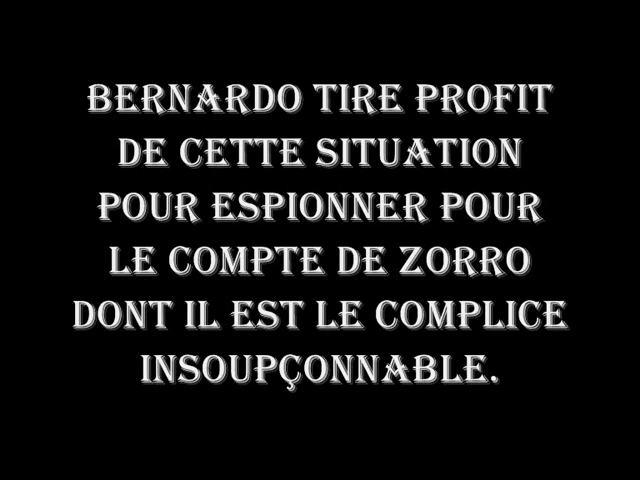 BERNARDO TIRE PROFIT
DE CETTE SITUATION
POUR ESPIONNER POUR
LE COMPTE DE ZORRO
DONT IL EST LE COMPLICE
INSOUPÇONNABLE.